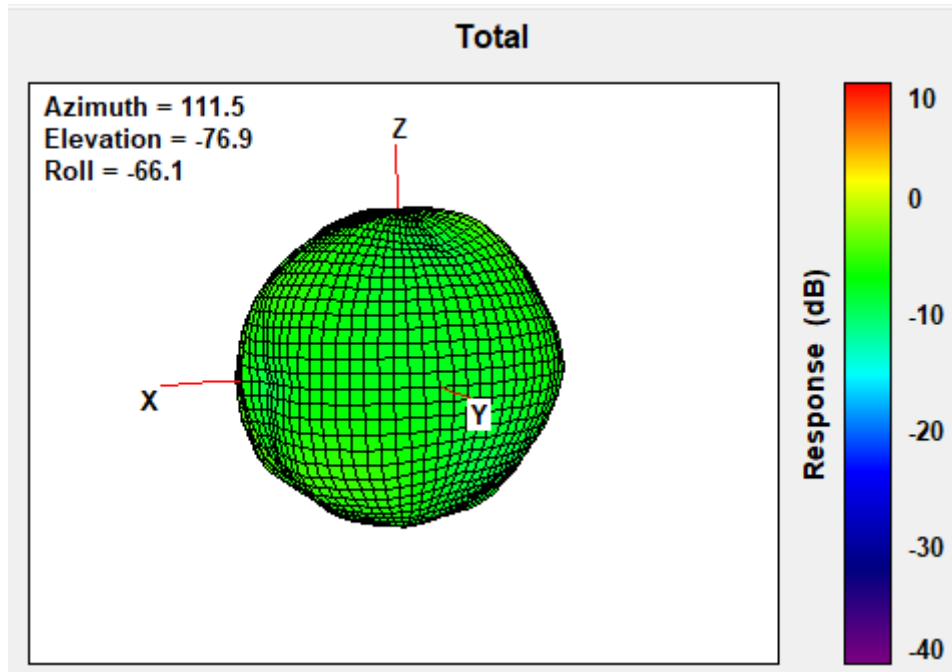 Total
Azimuth = 111.5
Elevation = -76.9
Roll = -66.1
Z
X
Y
10
0
-10
-20
-30
-40
Response (dB)